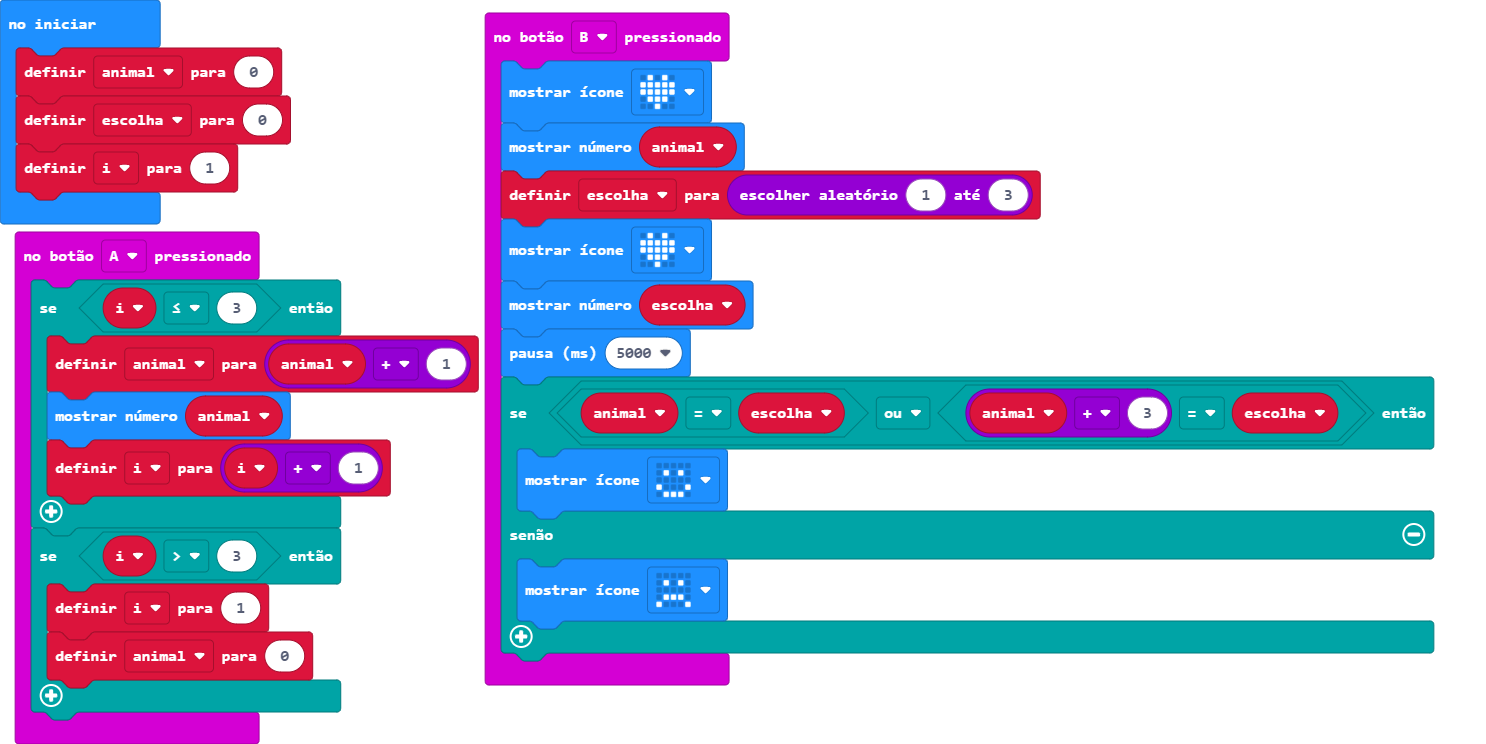 no iniciar
definir animal para 0
definir escolha para 0
definir i para 1
no botão A pressionado
se i ≤ 3 então
definir animal para animal + 1
mostrar número animal
definir i para i + 1
se i > 3 então
definir i para 1
definir animal para 0
no botão B pressionado
mostrar ícone
mostrar número animal
definir escolha para escolher aleatório 1 até 3
mostrar ícone
mostrar número escolha
pausa (ms) 5000
se animal = escolha ou animal + 3 = escolha então
mostrar ícone
senão
mostrar ícone